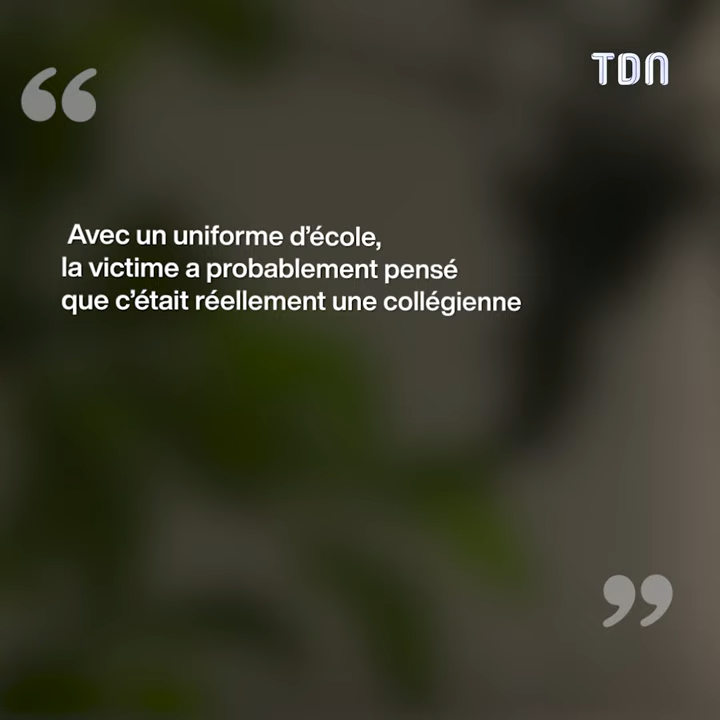 TDN
“
Avec un uniforme d’école,
la victime a probablement pensé
que c’était réellement une collégienne
”